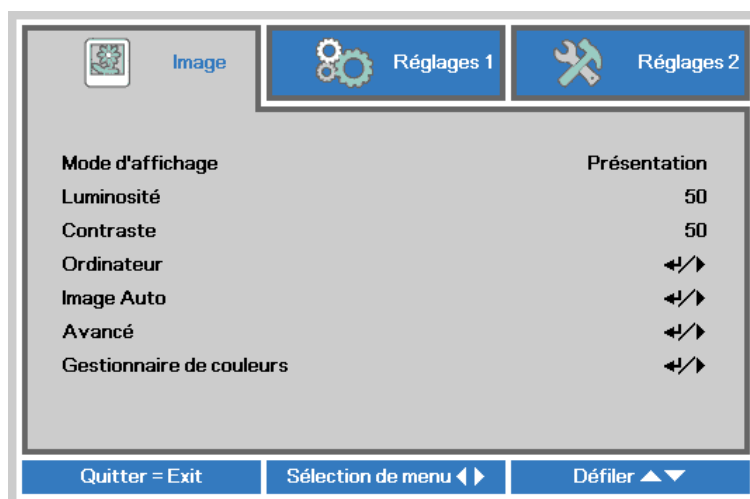 Image Réglages 1 Réglages 2
Mode d'affichage Présentation
Luminosité 50
Contraste 50
Ordinateur
Image Auto
Avancé
Gestionnaire de couleurs
Quitter = Exit Sélection de menu Défiler